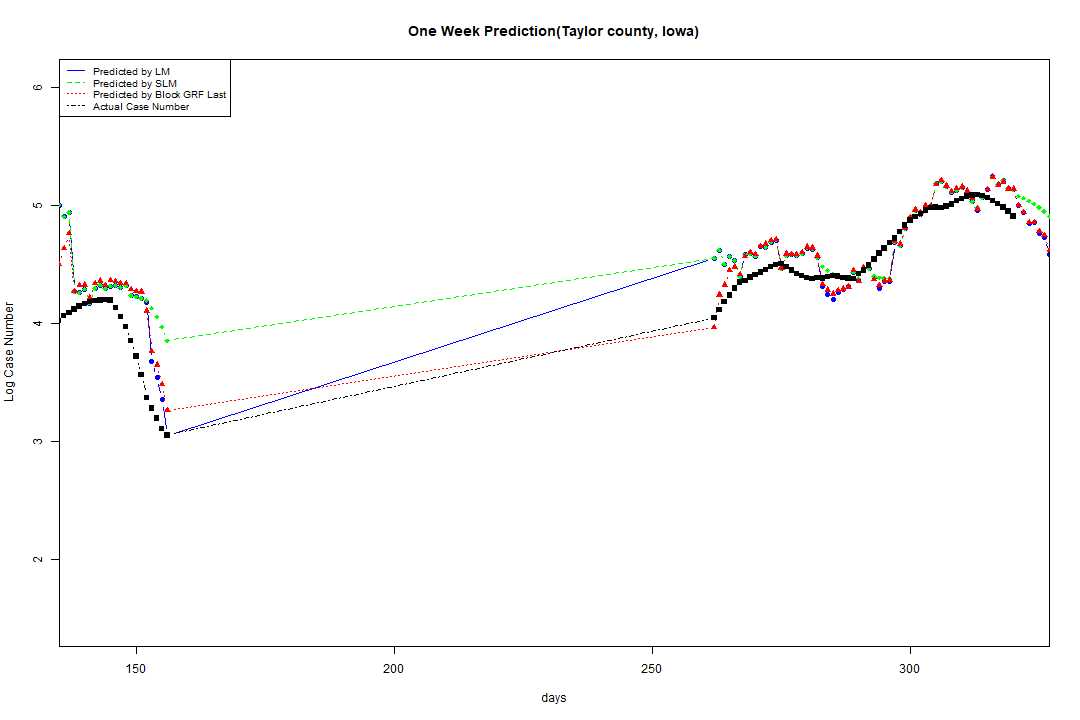 One Week Prediction(Taylor county, Iowa)
Predicted by LM
Predicted by SLM
Predicted by Block GRF Last
Actual Case Number
6
5
4
3
2
Log Case Number
150 200 250 300
days